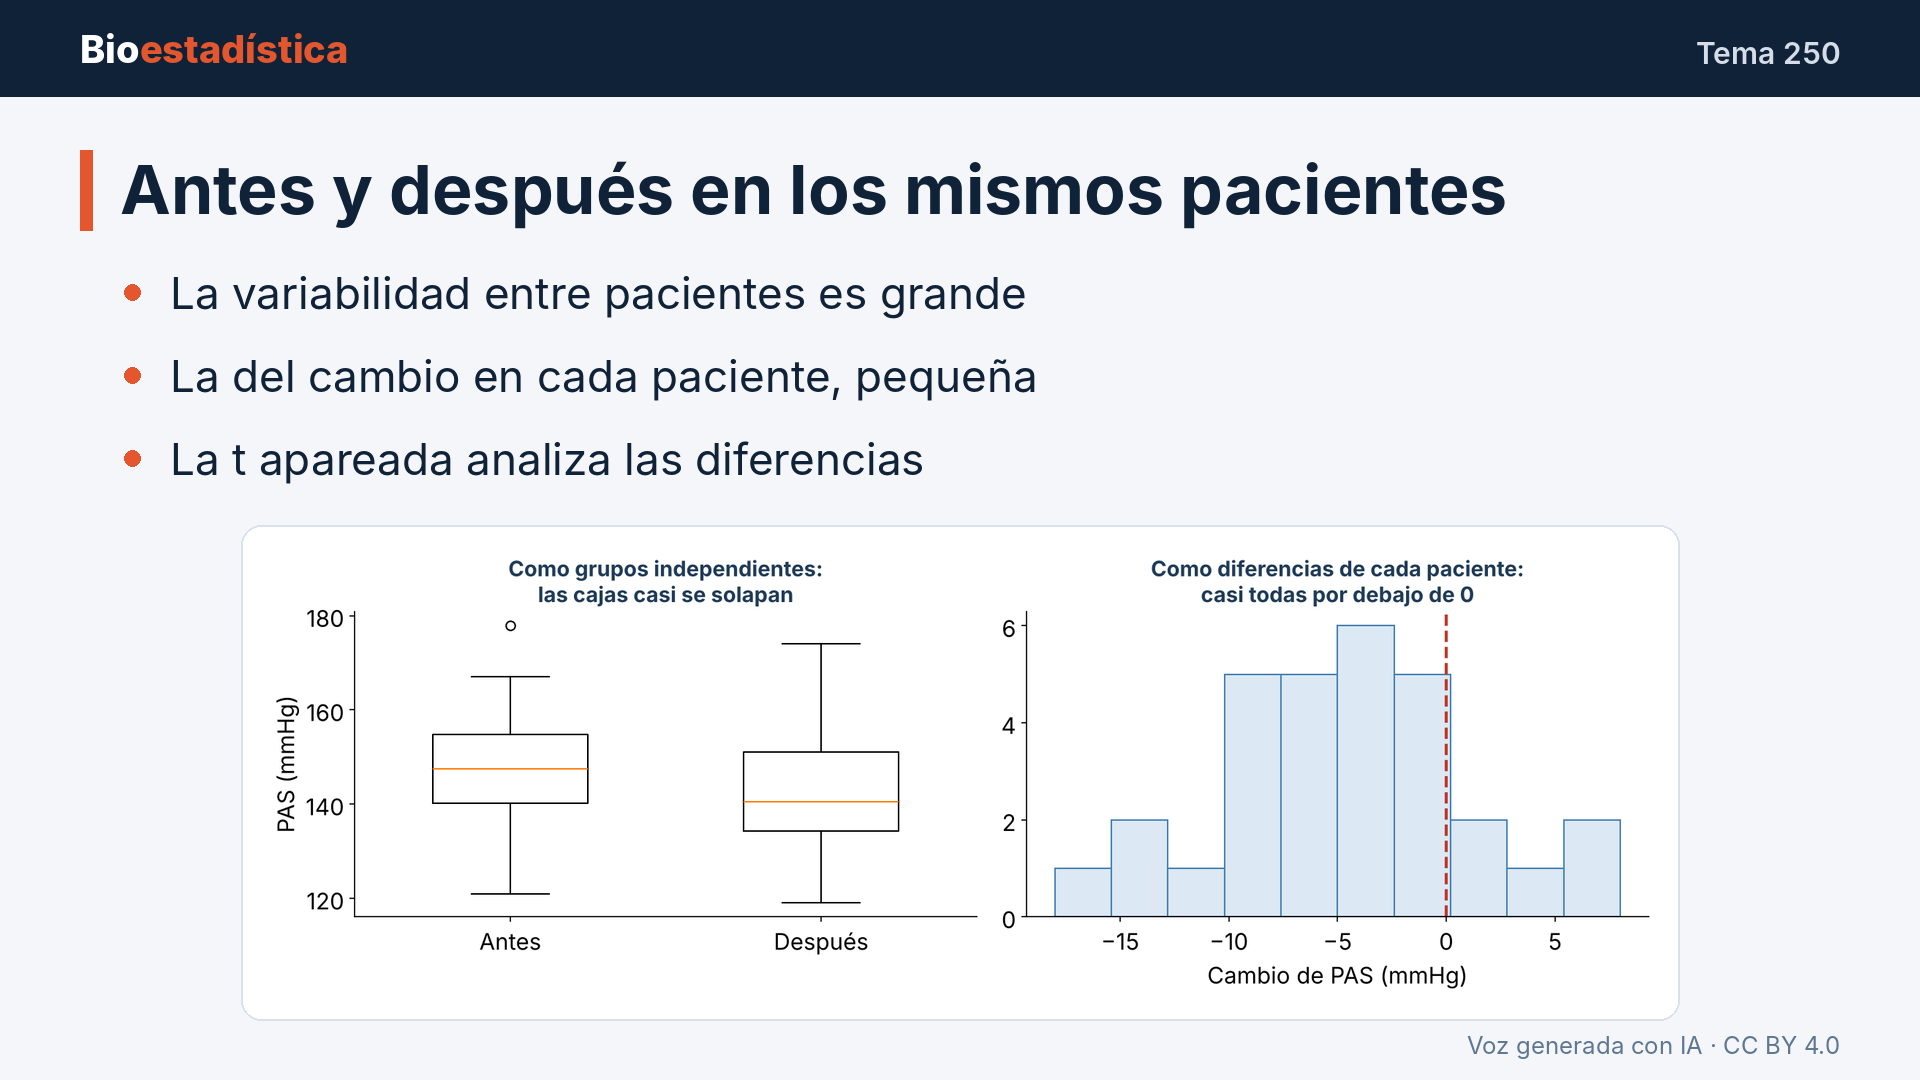 Bioestadística
Tema 250
Antes y después en los mismos pacientes
La variabilidad entre pacientes es grande
La del cambio en cada paciente, pequeña
La t apareada analiza las diferencias
Como grupos independientes:
las cajas casi se solapan
180
160
140
120
PAS (mmHg)
Antes
Después
Como diferencias de cada paciente:
casi todas por debajo de 0
6
4
2
0
−15
−10
−5
0
5
Cambio de PAS (mmHg)
Voz generada con IA · CC BY 4.0